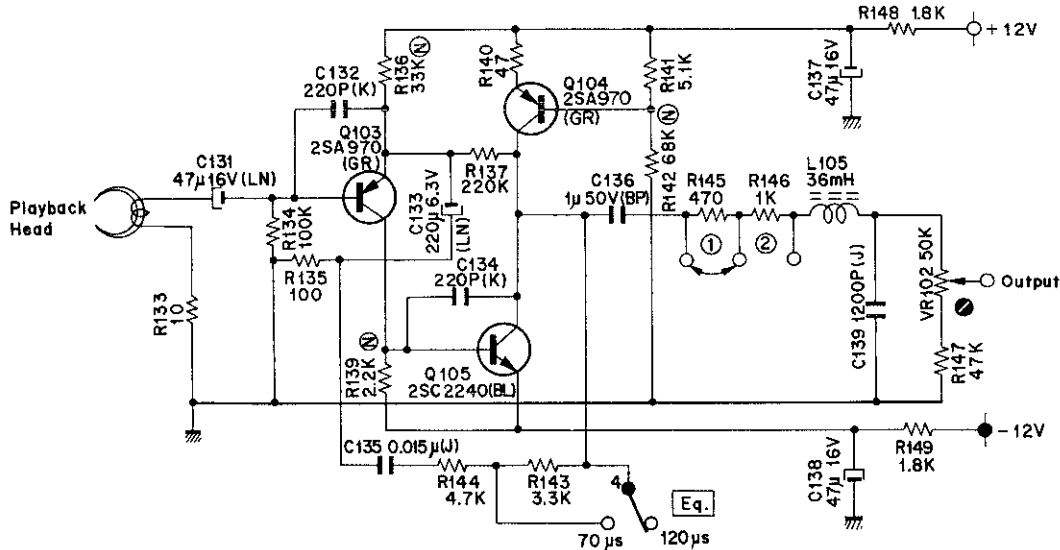 R148 1.8K
+12V
C137
47μ 16V
R136
33K Ⓝ
R140
47
R141
5.1K
C132
220P(K)
Q104
2SA970
(GR)
Ⓝ
Q103
2SA970
(GR)
R142 68K
C131
47μ16V(LN)
Playback
Head
R137
220K
C133
220μ 6.3V
(LN)
C136
1μ 50V(BP)
R145
470
R146
1K
L105
36mH
①
②
R134
100K
R135
100
C134
220P(K)
VR102 50K
Output
C139 1200P(J)
R133
10
R139
2.2K
Ⓝ
Q105
2SC2240(BL)
R147
47K
-12V
R149
1.8K
C135 0.015μ(J)
R144
4.7K
R143
3.3K
4
Eq.
70μs
120μs
C138
47μ 16V